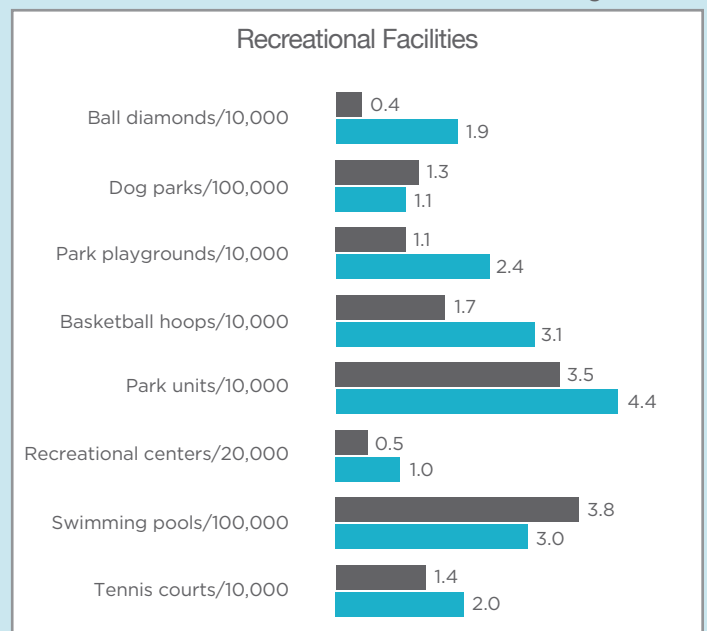 Recreational Facilities
Ball diamonds/10,000
0.4
1.9
Dog parks/100,000
1.3
1.1
Park playgrounds/10,000
1.1
2.4
Basketball hoops/10,000
1.7
3.1
Park units/10,000
3.5
4.4
Recreational centers/20,000
0.5
1.0
Swimming pools/100,000
3.8
3.0
Tennis courts/10,000
1.4
2.0